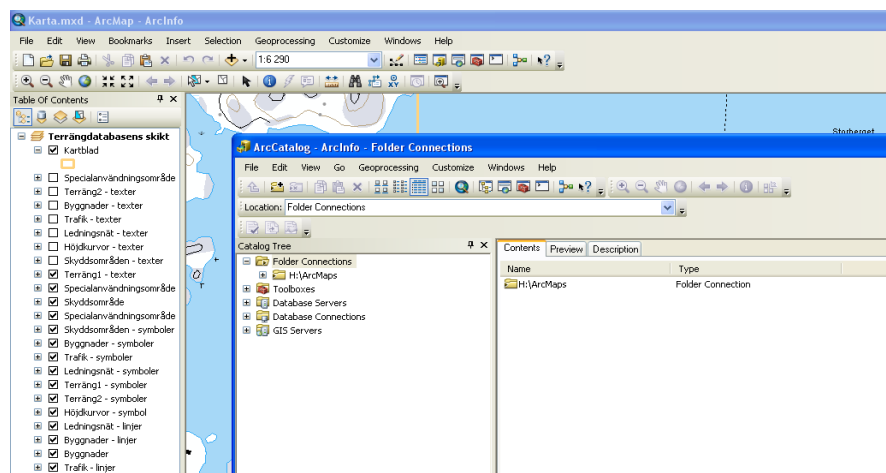 Karta.mxd - ArcMap - ArcInfo
File Edit View Bookmarks Insert Selection Geoprocessing Customize Windows Help
1:6 290
Table Of Contents
Terrängdatabasens skikt
Kartblad
Specialanvändningsområde
Terräng2 - texter
Byggnader - texter
Trafik - texter
Ledningsnät - texter
Höjdkurvor - texter
Skyddsområden - texter
Terräng1 - texter
Specialanvändningsområde
Skyddsområde
Specialanvändningsområde
Skyddsområden - symboler
Byggnader - symboler
Trafik - symboler
Ledningsnät - symboler
Terräng1 - symboler
Terräng2 - symboler
Höjdkurvor - symbol
Ledningsnät - linjer
Byggnader - linjer
Byggnader
Trafik - linjer
Storberget
ArcCatalog - ArcInfo - Folder Connections
File Edit View Go Geoprocessing Customize Windows Help
Location: Folder Connections
Catalog Tree
Folder Connections
H:\ArcMaps
Toolboxes
Database Servers
Database Connections
GIS Servers
Contents Preview Description
Name Type
H:\ArcMaps Folder Connection